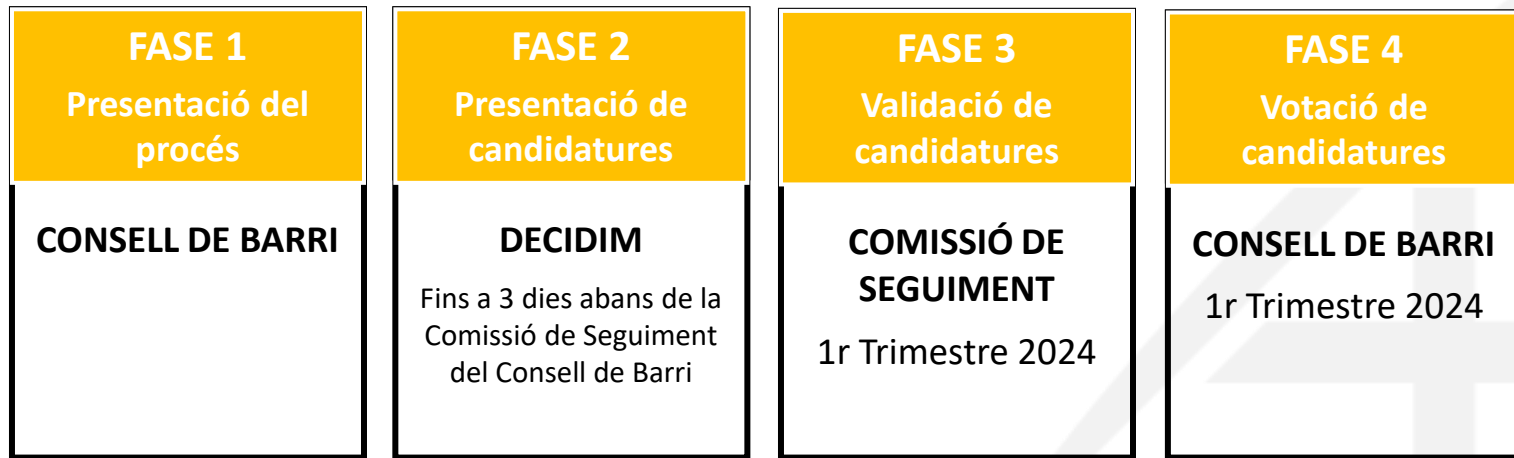 FASE 1
Presentació del
procés
CONSELL DE BARRI
FASE 2
Presentació de
candidatures
DECIDIM
Fins a 3 dies abans de la
Comissió de Seguiment
del Consell de Barri
FASE 3
Validació de
candidatures
COMISSIÓ DE
SEGUIMENT
1r Trimestre 2024
FASE 4
Votació de
candidatures
CONSELL DE BARRI
1r Trimestre 2024